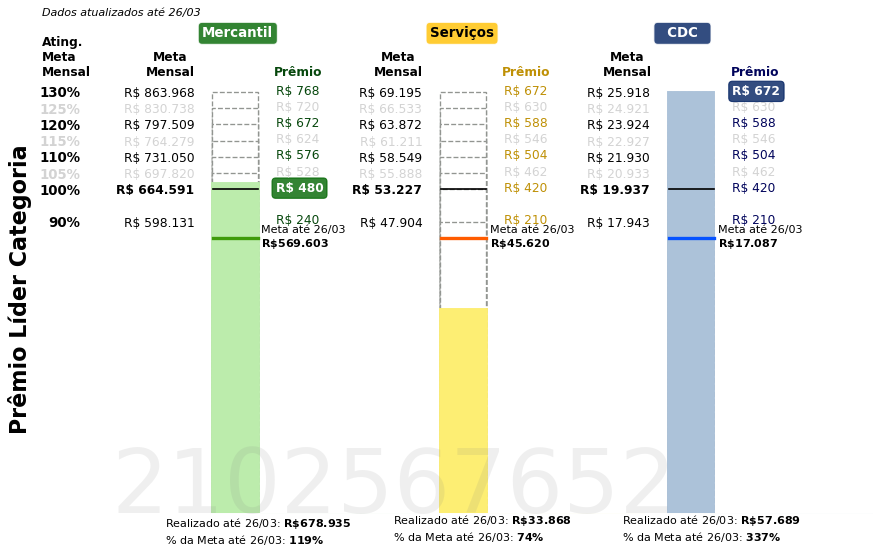 Dados atualizados até 26/03
Mercantil
Serviços
CDC
Ating. Meta Mensal
Meta Mensal
Prêmio
Meta Mensal
Prêmio
Meta Mensal
Prêmio
130% R$ 863.968 R$ 768 R$ 69.195 R$ 672 R$ 25.918 R$ 672
125% R$ 830.738 R$ 720 R$ 66.533 R$ 630 R$ 24.921 R$ 630
120% R$ 797.509 R$ 672 R$ 63.872 R$ 588 R$ 23.924 R$ 588
115% R$ 764.279 R$ 624 R$ 61.211 R$ 546 R$ 22.927 R$ 546
110% R$ 731.050 R$ 576 R$ 58.549 R$ 504 R$ 21.930 R$ 504
105% R$ 697.820 R$ 528 R$ 55.888 R$ 462 R$ 20.933 R$ 462
100% R$ 664.591 R$ 480 R$ 53.227 R$ 420 R$ 19.937 R$ 420
90% R$ 598.131 R$ 240 R$ 47.904 R$ 210 R$ 17.943 R$ 210
Meta até 26/03
R$569.603
Meta até 26/03
R$45.620
Meta até 26/03
R$17.087
Prêmio Líder Categoria
2102567652
Realizado até 26/03: R$678.935
% da Meta até 26/03: 119%
Realizado até 26/03: R$33.868
% da Meta até 26/03: 74%
Realizado até 26/03: R$57.689
% da Meta até 26/03: 337%